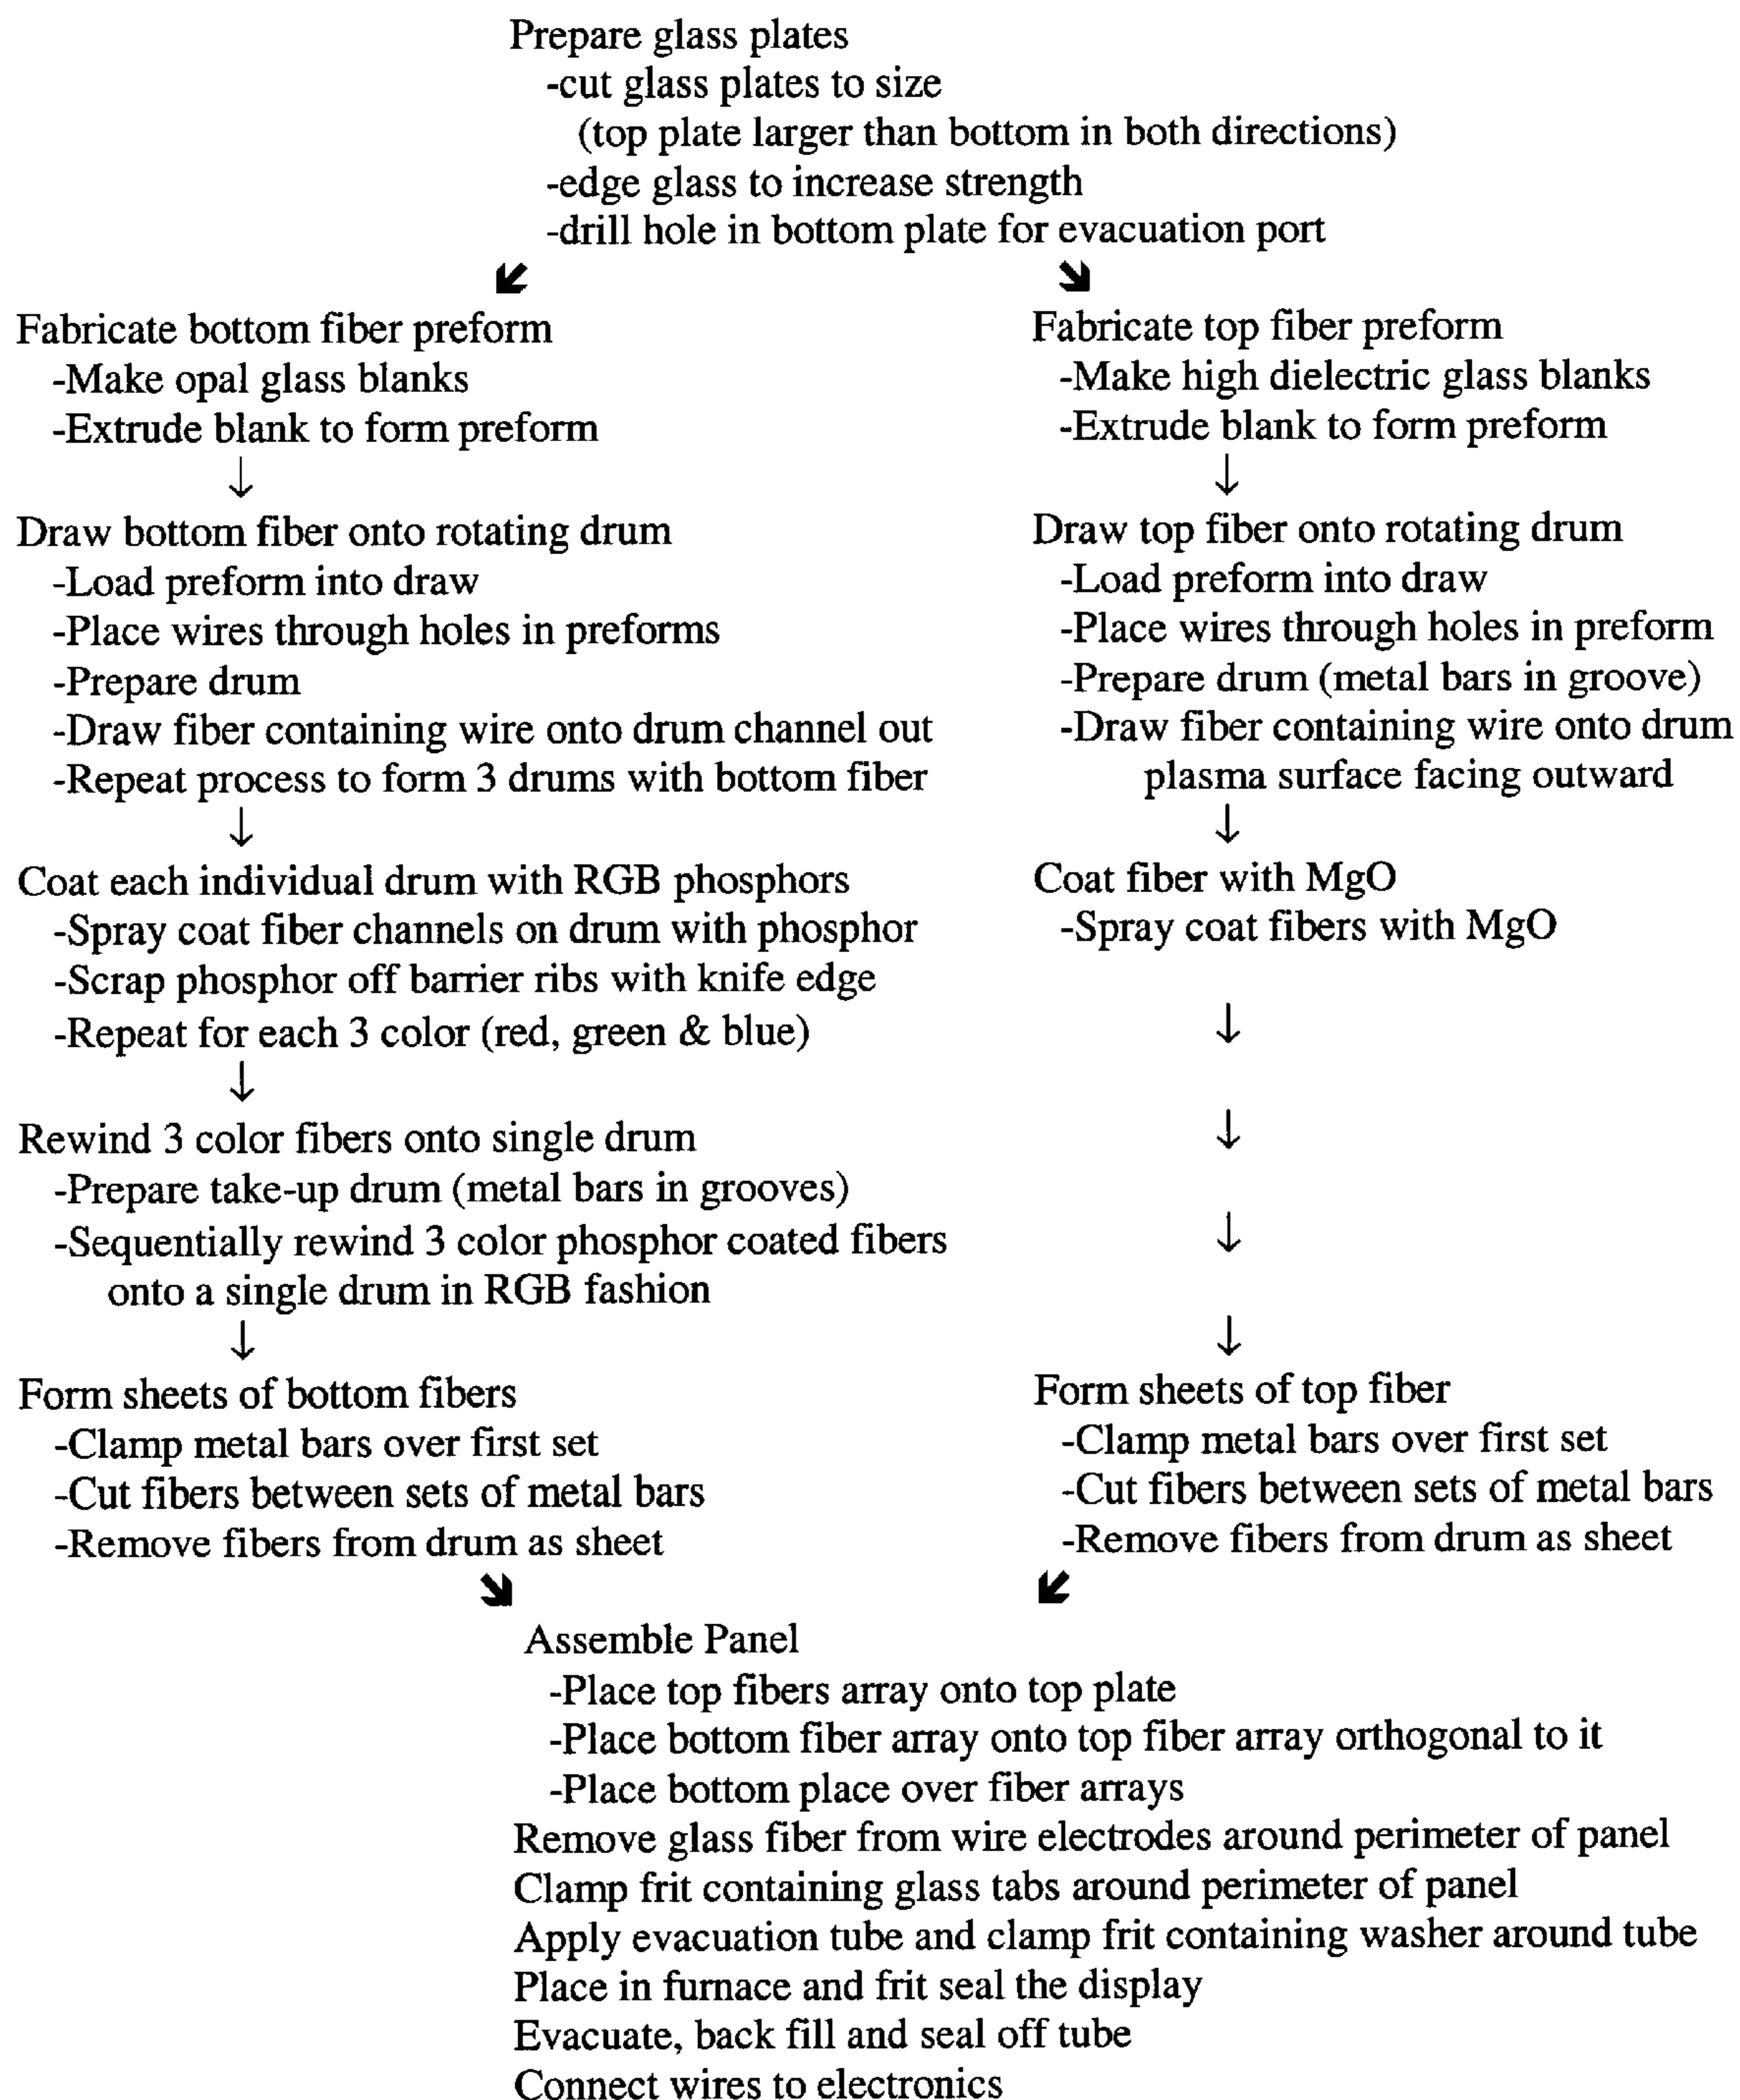 Prepare glass plates
-cut glass plates to size
(top plate larger than bottom in both directions)
-edge glass to increase strength
-drill hole in bottom plate for evacuation port
Fabricate bottom fiber preform
-Make opal glass blanks
-Extrude blank to form preform
↓
Draw bottom fiber onto rotating drum
-Load preform into draw
-Place wires through holes in preforms
-Prepare drum
-Draw fiber containing wire onto drum channel out
-Repeat process to form 3 drums with bottom fiber
↓
Coat each individual drum with RGB phosphors
-Spray coat fiber channels on drum with phosphor
-Scrap phosphor off barrier ribs with knife edge
-Repeat for each 3 color (red, green & blue)
↓
Rewind 3 color fibers onto single drum
-Prepare take-up drum (metal bars in grooves)
-Sequentially rewind 3 color phosphor coated fibers
onto a single drum in RGB fashion
↓
Form sheets of bottom fibers
-Clamp metal bars over first set
-Cut fibers between sets of metal bars
-Remove fibers from drum as sheet
Fabricate top fiber preform
-Make high dielectric glass blanks
-Extrude blank to form preform
↓
Draw top fiber onto rotating drum
-Load preform into draw
-Place wires through holes in preform
-Prepare drum (metal bars in groove)
-Draw fiber containing wire onto drum
plasma surface facing outward
↓
Coat fiber with MgO
-Spray coat fibers with MgO
↓
↓
↓
↓
Form sheets of top fiber
-Clamp metal bars over first set
-Cut fibers between sets of metal bars
-Remove fibers from drum as sheet
Assemble Panel
-Place top fibers array onto top plate
-Place bottom fiber array onto top fiber array orthogonal to it
-Place bottom place over fiber arrays
Remove glass fiber from wire electrodes around perimeter of panel
Clamp frit containing glass tabs around perimeter of panel
Apply evacuation tube and clamp frit containing washer around tube
Place in furnace and frit seal the display
Evacuate, back fill and seal off tube
Connect wires to electronics